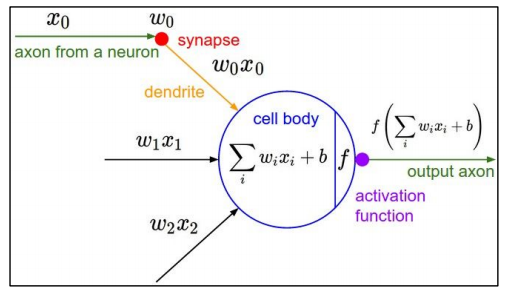 x₀
w₀
synapse
axon from a neuron
w₀x₀
dendrite
cell body
f(∑ᵢ wᵢxᵢ + b)
w₁x₁
∑ᵢ wᵢxᵢ + b
f
output axon
activation
function
w₂x₂